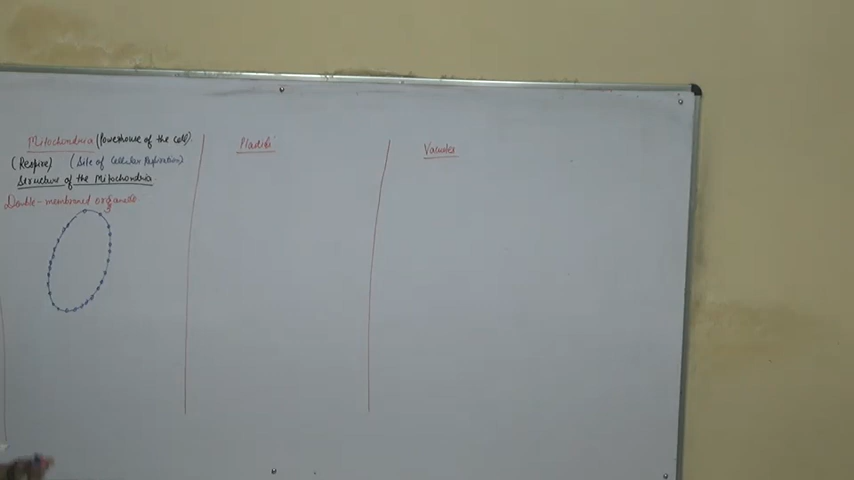 Mitochondria (Powerhouse of the cell).
(Respire) (Site of Cellular Respiration)
Structure of the Mitochondria
Double-membraned organelle
Plastids
Vacuoles